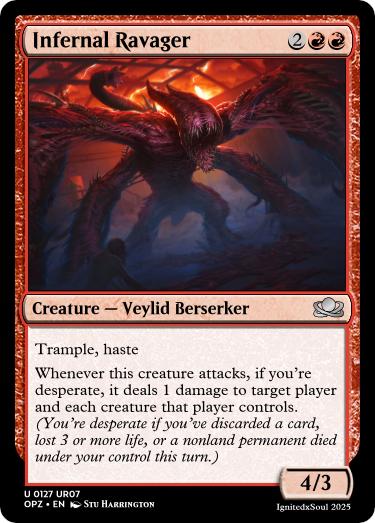 Infernal Ravager 2
Creature — Veylid Berserker
Trample, haste
Whenever this creature attacks, if you're
desperate, it deals 1 damage to target player
and each creature that player controls.
(You're desperate if you've discarded a card,
lost 3 or more life, or a nonland permanent died
under your control this turn.)
4/3
U 0127 UR07
OPZ • EN Stu Harrington
IgnitedxSoul 2025